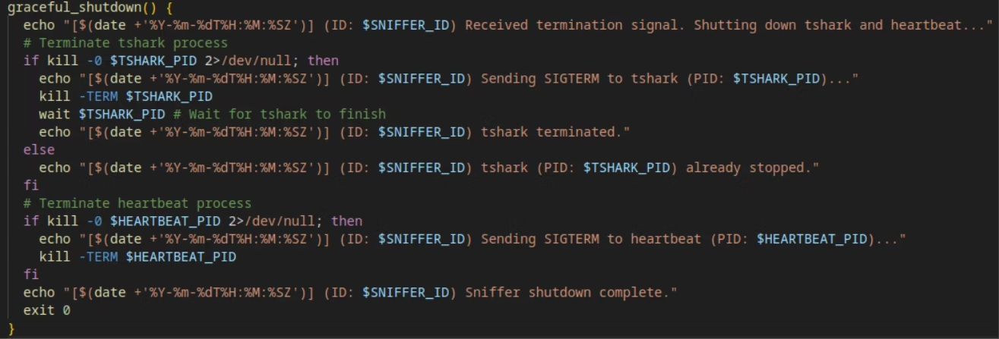 graceful_shutdown() {
  echo "[$(date +'%Y-%m-%dT%H:%M:%SZ')] (ID: $SNIFFER_ID) Received termination signal. Shutting down tshark and heartbeat..."
  # Terminate tshark process
  if kill -0 $TSHARK_PID 2>/dev/null; then
    echo "[$(date +'%Y-%m-%dT%H:%M:%SZ')] (ID: $SNIFFER_ID) Sending SIGTERM to tshark (PID: $TSHARK_PID)..."
    kill -TERM $TSHARK_PID
    wait $TSHARK_PID # Wait for tshark to finish
    echo "[$(date +'%Y-%m-%dT%H:%M:%SZ')] (ID: $SNIFFER_ID) tshark terminated."
  else
    echo "[$(date +'%Y-%m-%dT%H:%M:%SZ')] (ID: $SNIFFER_ID) tshark (PID: $TSHARK_PID) already stopped."
  fi
  # Terminate heartbeat process
  if kill -0 $HEARTBEAT_PID 2>/dev/null; then
    echo "[$(date +'%Y-%m-%dT%H:%M:%SZ')] (ID: $SNIFFER_ID) Sending SIGTERM to heartbeat (PID: $HEARTBEAT_PID)..."
    kill -TERM $HEARTBEAT_PID
  fi
  echo "[$(date +'%Y-%m-%dT%H:%M:%SZ')] (ID: $SNIFFER_ID) Sniffer shutdown complete."
  exit 0
}